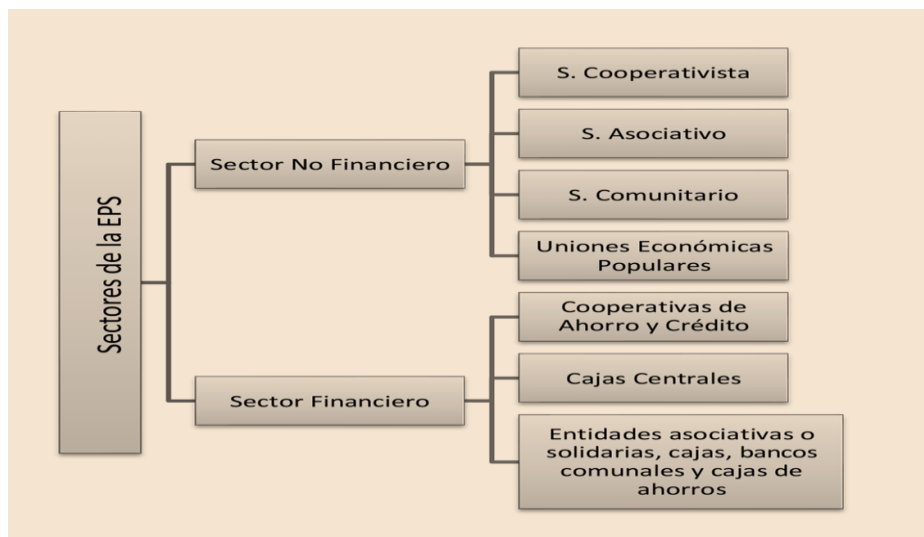 Sectores de la EPS
Sector No Financiero
S. Cooperativista
S. Asociativo
S. Comunitario
Uniones Económicas
Populares
Sector Financiero
Cooperativas de
Ahorro y Crédito
Cajas Centrales
Entidades asociativas o
solidarias, cajas, bancos
comunales y cajas de
ahorros